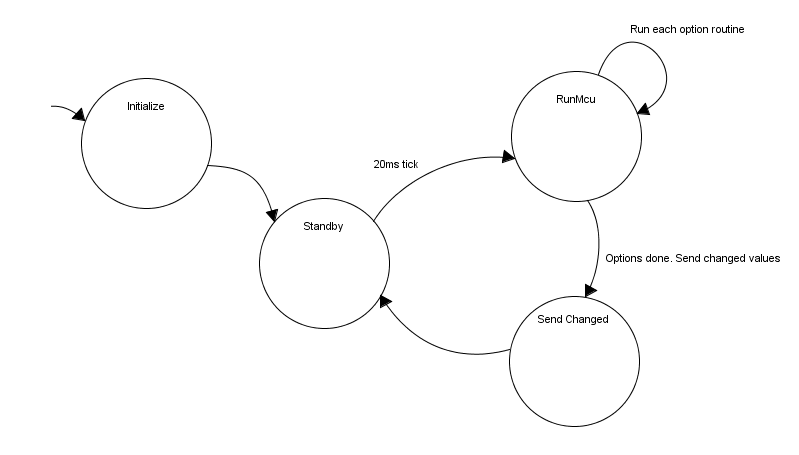 Run each option routine
Initialize
RunMcu
20ms tick
Standby
Options done. Send changed values
Send Changed